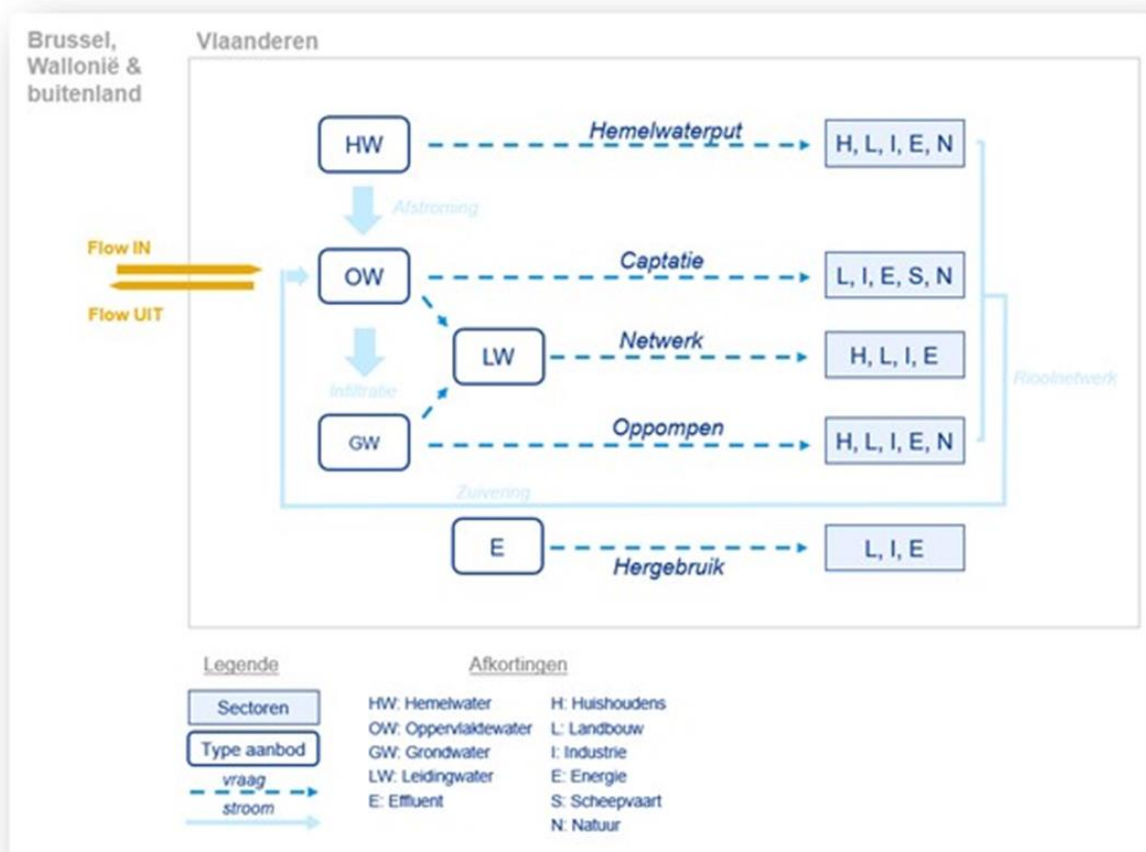 Brussel,
Wallonië &
buitenland
Vlaanderen
HW
Hemelwaterput
H, L, I, E, N
Afstroming
Flow IN
OW
Captatie
L, I, E, S, N
Flow UIT
LW
Netwerk
H, L, I, E
Infiltratie
Rioolnetwerk
GW
Oppompen
H, L, I, E, N
Zuivering
E
Hergebruik
L, I, E
Legende
Sectoren
Type aanbod
vraag
stroom
Afkortingen
HW: Hemelwater
OW: Oppervlaktewater
GW: Grondwater
LW: Leidingwater
E: Effluent
H: Huishoudens
L: Landbouw
I: Industrie
E: Energie
S: Scheepvaart
N: Natuur